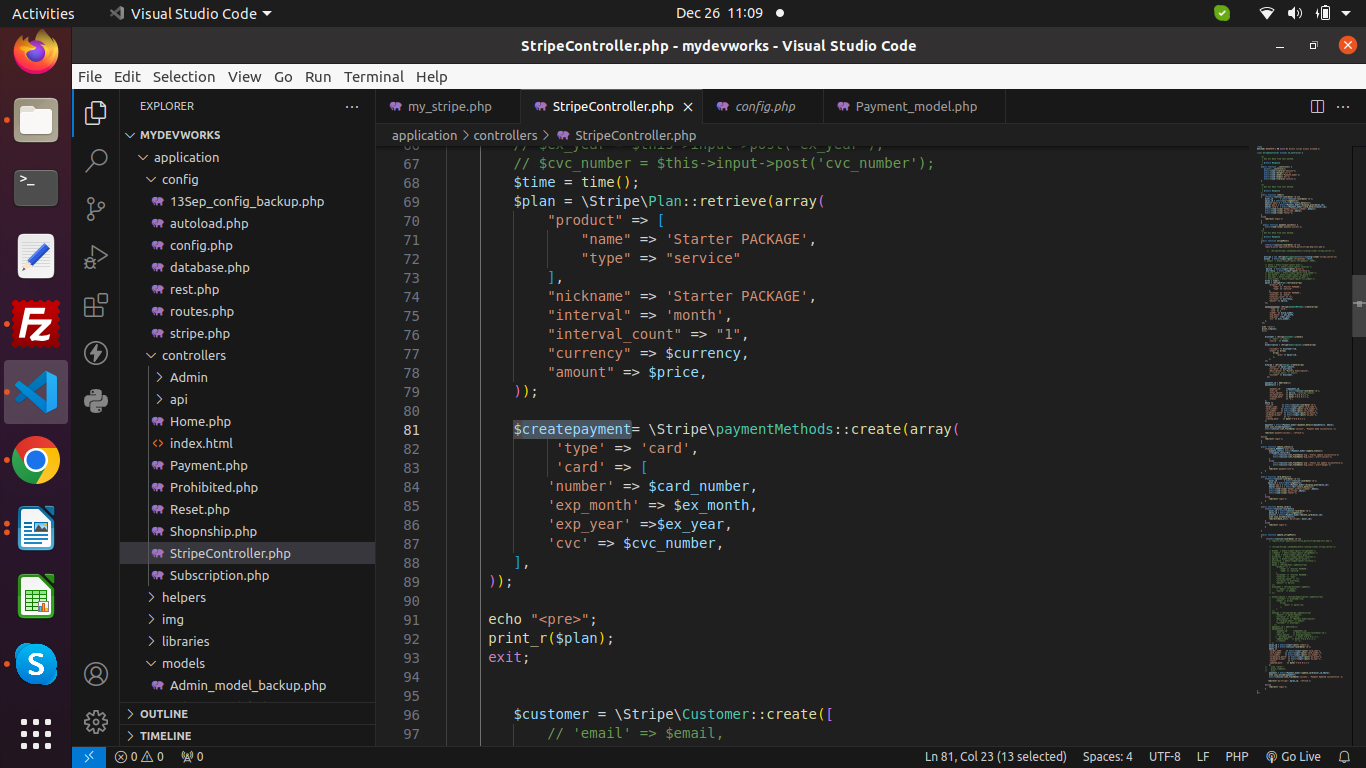 Activities Visual Studio Code Dec 26 11:09
StripeController.php - mydevworks - Visual Studio Code
File Edit Selection View Go Run Terminal Help
EXPLORER
MYDEVWORKS
application
config
13Sep_config_backup.php
autoload.php
config.php
database.php
rest.php
routes.php
stripe.php
controllers
Admin
api
Home.php
index.html
Payment.php
Prohibited.php
Reset.php
Shopnship.php
StripeController.php
Subscription.php
helpers
img
libraries
models
Admin_model_backup.php
OUTLINE
TIMELINE
my_stripe.php StripeController.php config.php Payment_model.php
application > controllers > StripeController.php
66 // $ex_year = $this->input->post('ex_year');
67 // $cvc_number = $this->input->post('cvc_number');
68 $time = time();
69 $plan = \Stripe\Plan::retrieve(array(
70 "product" => [
71 "name" => 'Starter PACKAGE',
72 "type" => "service"
73 ],
74 "nickname" => 'Starter PACKAGE',
75 "interval" => 'month',
76 "interval_count" => "1",
77 "currency" => $currency,
78 "amount" => $price,
79 ));
80
81 $createpayment= \Stripe\paymentMethods::create(array(
82 'type' => 'card',
83 'card' => [
84 'number' => $card_number,
85 'exp_month' => $ex_month,
86 'exp_year' =>$ex_year,
87 'cvc' => $cvc_number,
88 ],
89 ));
90
91 echo "<pre>";
92 print_r($plan);
93 exit;
94
95
96 $customer = \Stripe\Customer::create([
97 // 'email' => $email,
0 0 0 Ln 81, Col 23 (13 selected) Spaces: 4 UTF-8 LF PHP Go Live